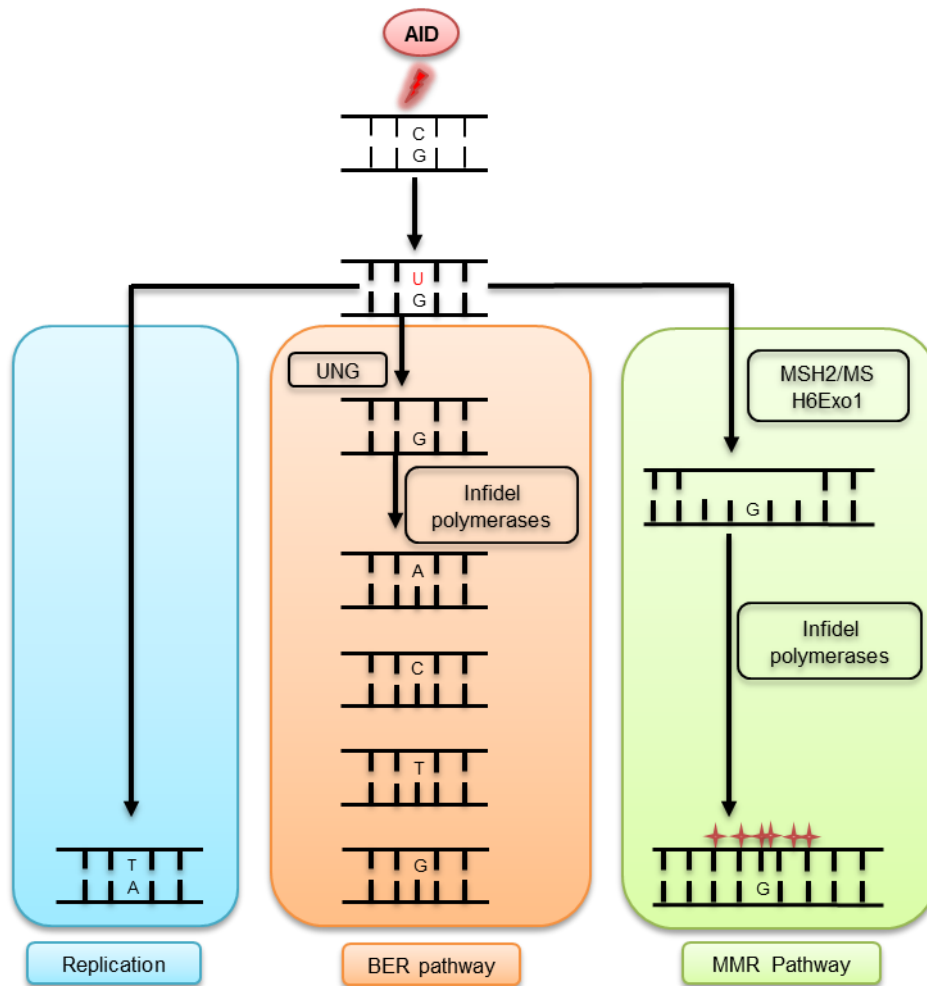 AID
C
G
U
G
UNG
MSH2/MS
H6Exo1
G
G
Infidel
polymerases
A
Infidel
polymerases
C
T
T
A
G
G
Replication
BER pathway
MMR Pathway